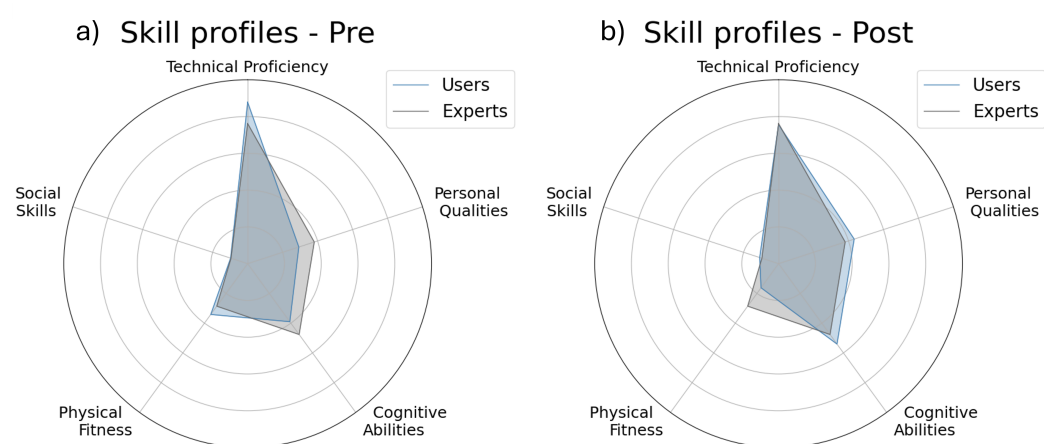 a) Skill profiles - Pre
Technical Proficiency
Users
Experts
Social
Skills
Personal
Qualities
Physical
Fitness
Cognitive
Abilities
b) Skill profiles - Post
Technical Proficiency
Users
Experts
Social
Skills
Personal
Qualities
Physical
Fitness
Cognitive
Abilities